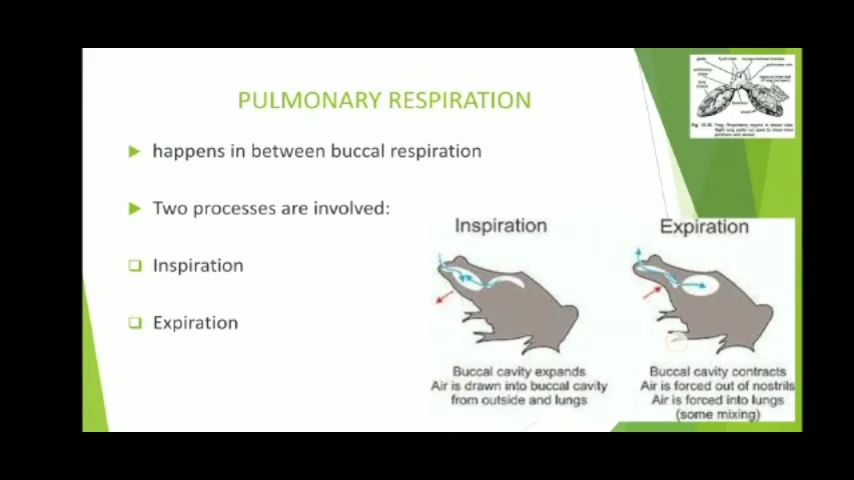 PULMONARY RESPIRATION
happens in between buccal respiration
Two processes are involved:
Inspiration
Expiration
Inspiration
Buccal cavity expands
Air is drawn into buccal cavity
from outside and lungs
Expiration
Buccal cavity contracts
Air is forced out of nostrils
Air is forced into lungs
(some mixing)